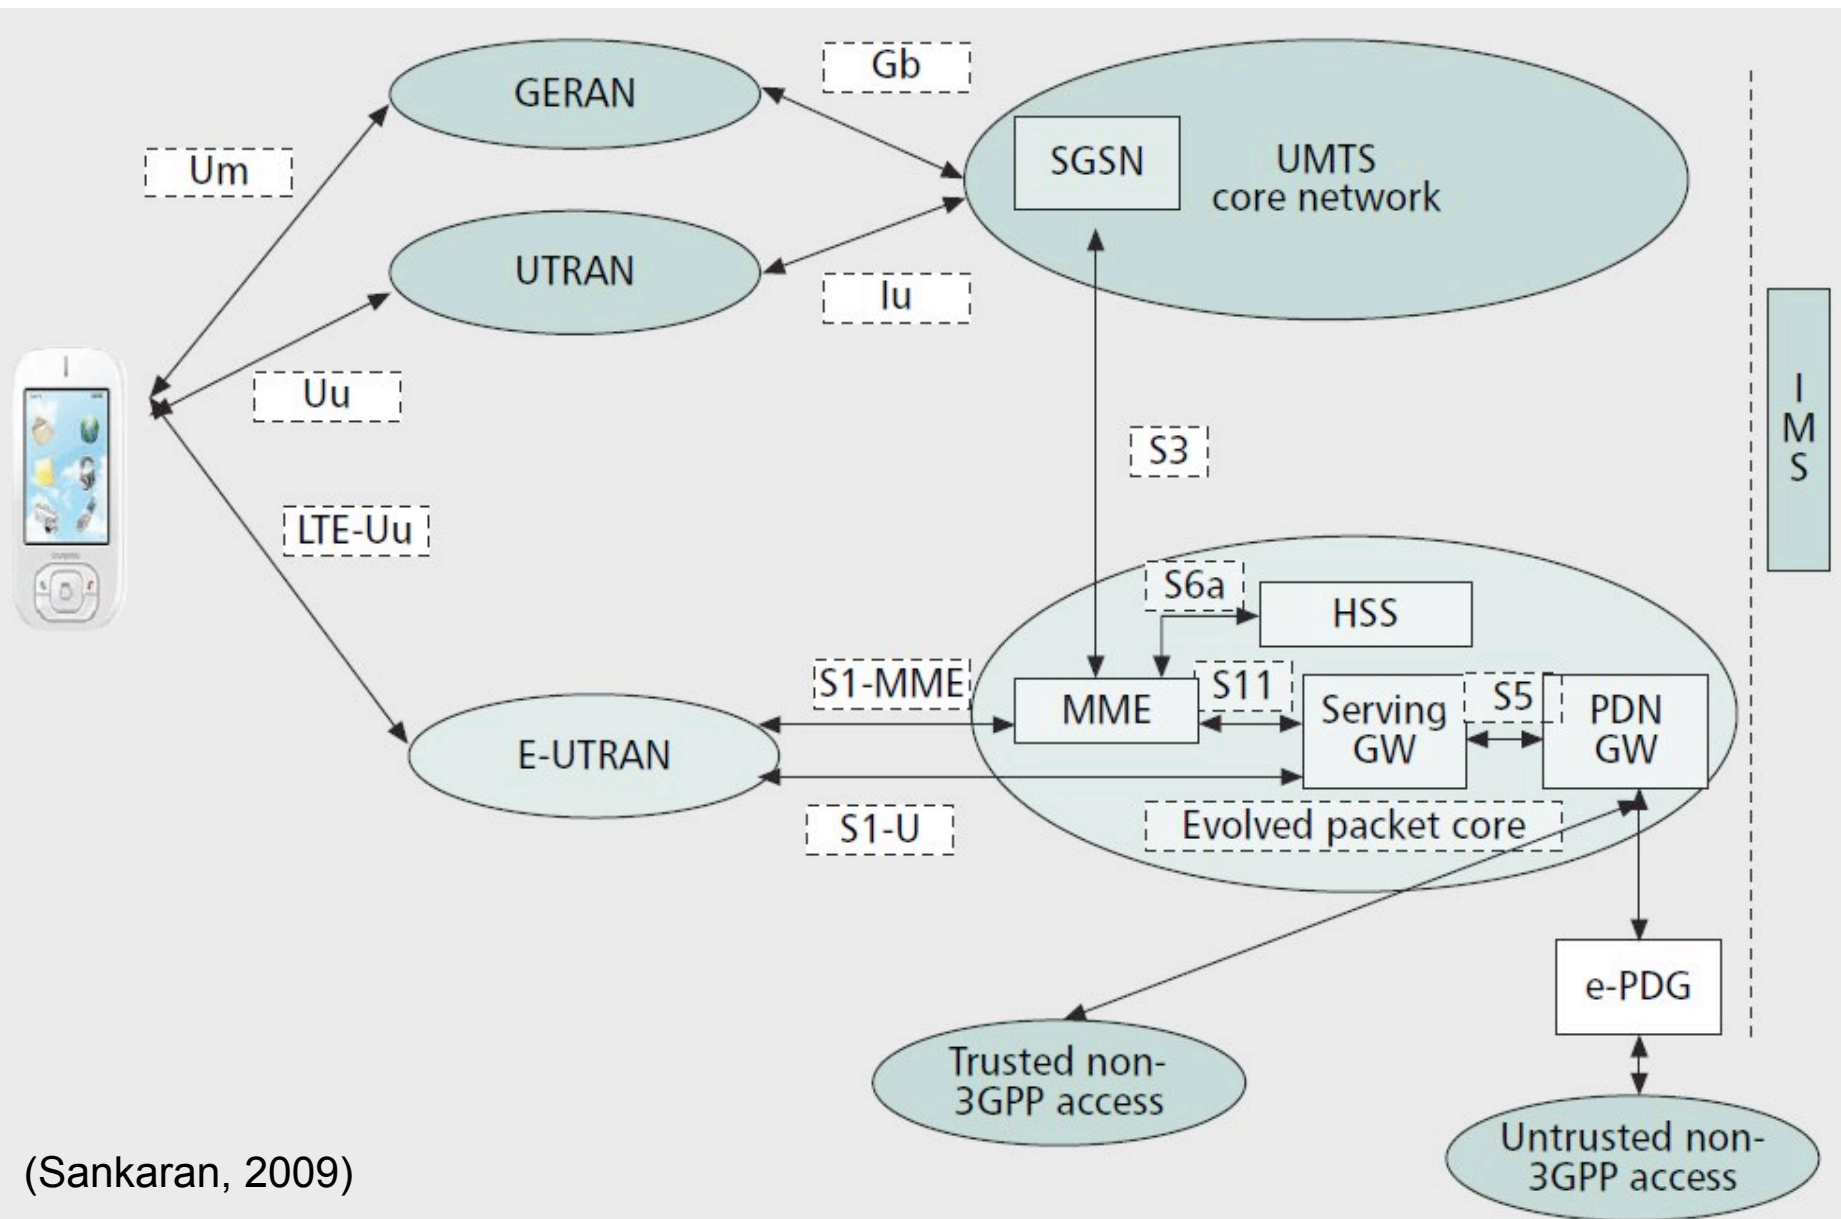 GERAN
Gb
Um
SGSN
UMTS
core network
UTRAN
Iu
Uu
I
M
S
S3
LTE-Uu
S6a
HSS
S1-MME
MME
S11
Serving
GW
S5
PDN
GW
E-UTRAN
S1-U
Evolved packet core
e-PDG
Trusted non-
3GPP access
Untrusted non-
3GPP access
(Sankaran, 2009)